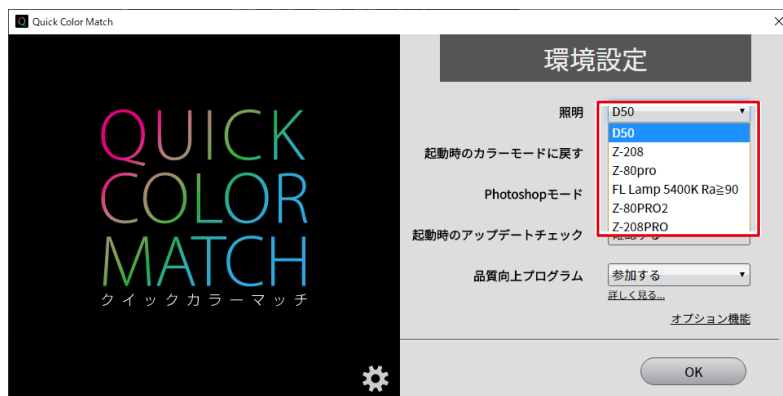 Quick Color Match
QUICK
COLOR
MATCH
クイックカラーマッチ
環境設定
照明
D50
D50
Z-208
起動時のカラーモードに戻す
Z-80pro
Photoshopモード
FL Lamp 5400K Ra≧90
Z-80PRO2
Z-208PRO
起動時のアップデートチェック
確認する
品質向上プログラム
参加する
詳しく見る...
オプション機能
OK